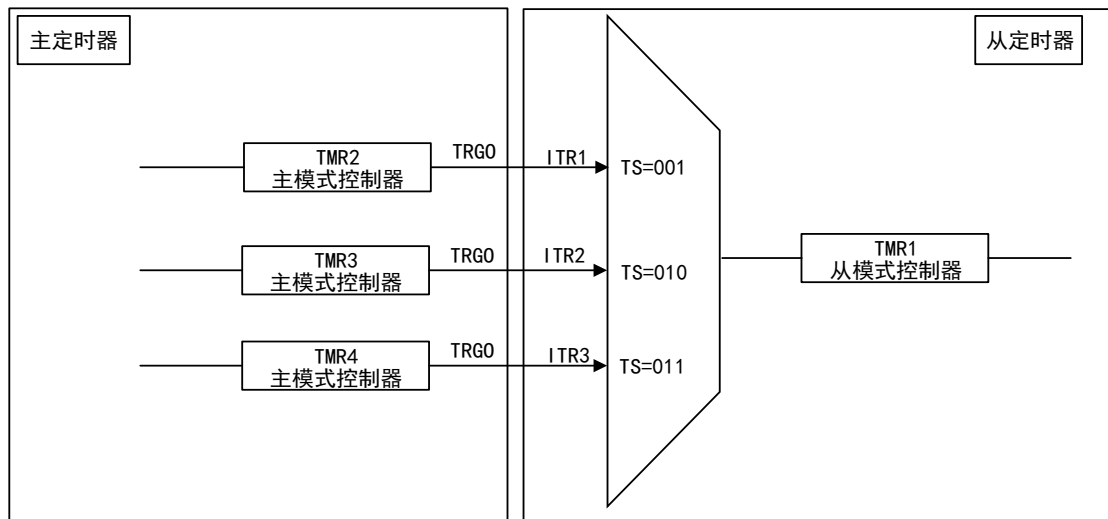 主定时器
从定时器
TMR2
主模式控制器
TRGO
ITR1
TS=001
TMR3
主模式控制器
TRGO
ITR2
TS=010
TMR1
从模式控制器
TMR4
主模式控制器
TRGO
ITR3
TS=011